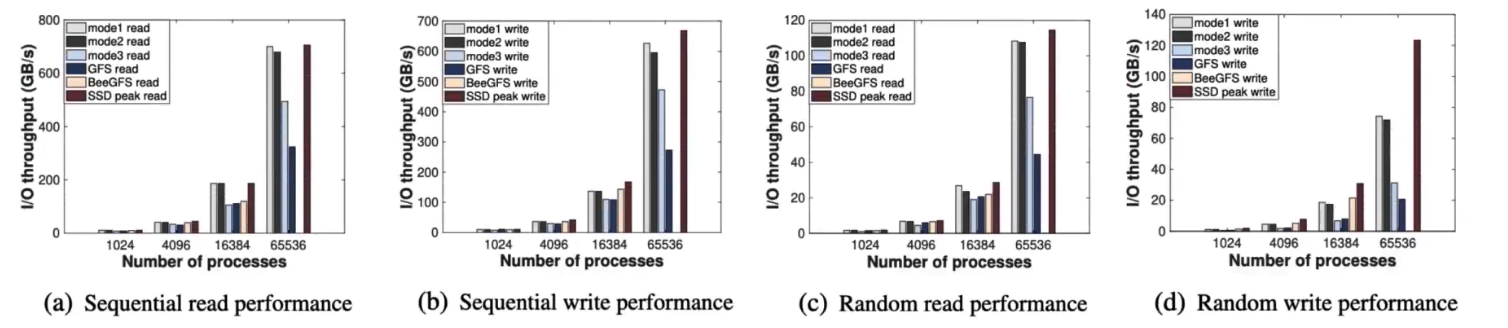 I/O throughput (GB/s)
800
600
400
200
0
mode1 read
mode2 read
mode3 read
GFS read
BeeGFS read
SSD peak read
1024 4096 16384 65536
Number of processes
(a) Sequential read performance
I/O throughput (GB/s)
700
600
500
400
300
200
100
0
mode1 write
mode2 write
mode3 write
GFS write
BeeGFS write
SSD peak write
1024 4096 16384 65536
Number of processes
(b) Sequential write performance
I/O throughput (GB/s)
120
100
80
60
40
20
0
mode1 read
mode2 read
mode3 read
GFS read
BeeGFS read
SSD peak read
1024 4096 16384 65536
Number of processes
(c) Random read performance
I/O throughput (GB/s)
140
120
100
80
60
40
20
0
mode1 write
mode2 write
mode3 write
GFS write
BeeGFS write
SSD peak write
1024 4096 16384 65536
Number of processes
(d) Random write performance